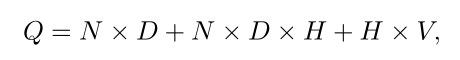 Q = N × D + N × D × H + H × V,